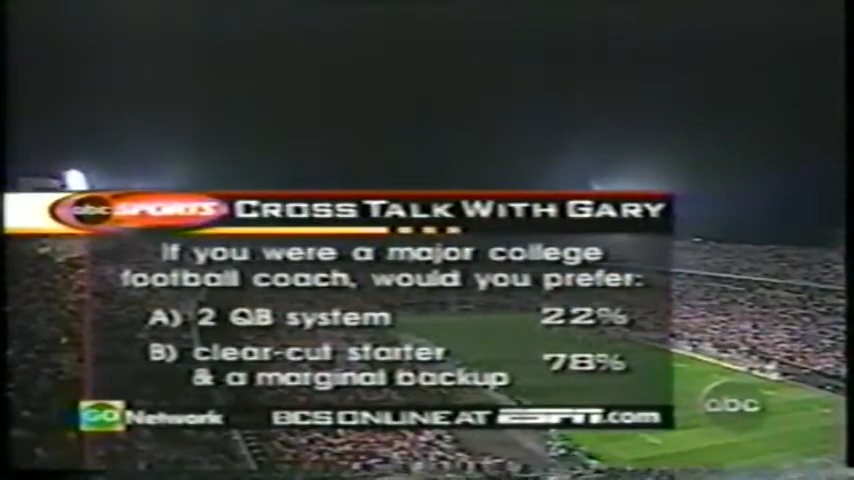 abc SPORTS CROSS TALK WITH GARY
If you were a major college
football coach, would you prefer:
A) 2 QB system 22%
B) clear-cut starter
& a marginal backup 78%
GO Network BCS ONLINE AT ESPN.com
abc